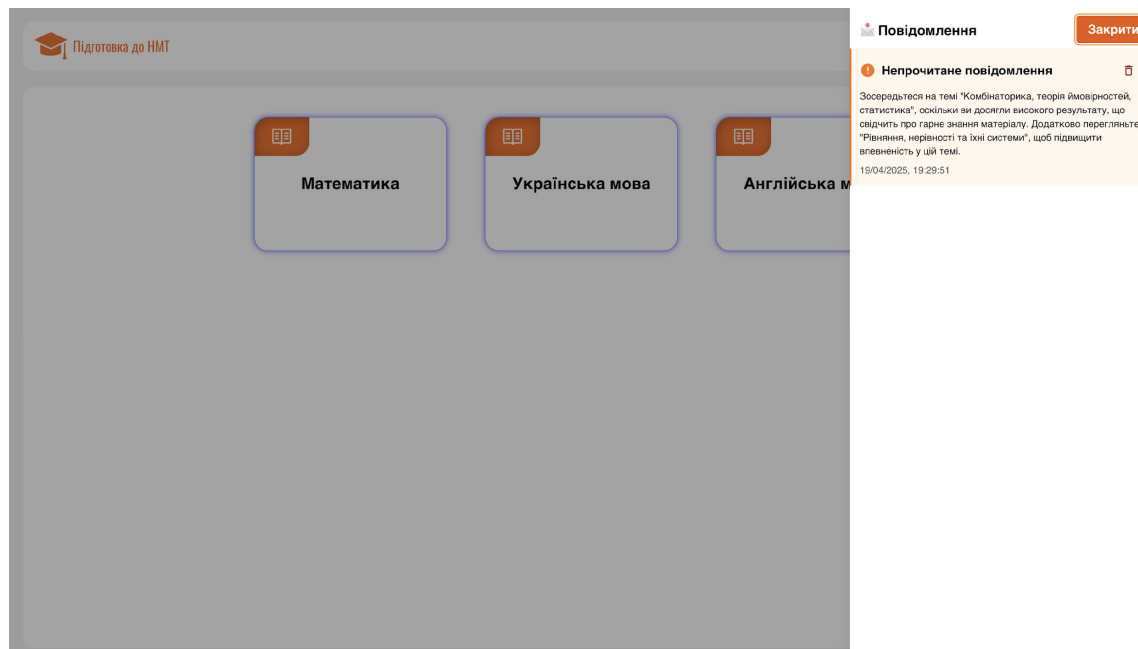 Підготовка до НМТ
Математика
Українська мова
Англійська м
Повідомлення
Закрити
Непрочитане повідомлення
Зосередьтеся на темі "Комбінаторика, теорія ймовірностей,
статистика", оскільки ви досягли високого результату, що
свідчить про гарне знання матеріалу. Додатково перегляньте
"Рівняння, нерівності та їхні системи", щоб підвищити
впевненість у цій темі.
19/04/2025, 19:29:51